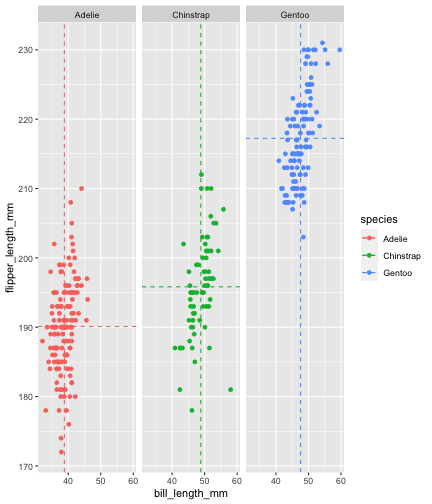 Adelie Chinstrap Gentoo
230
220
210
200
190
180
170
40 50 60 40 50 60 40 50 60
bill_length_mm
flipper_length_mm
species
Adelie
Chinstrap
Gentoo